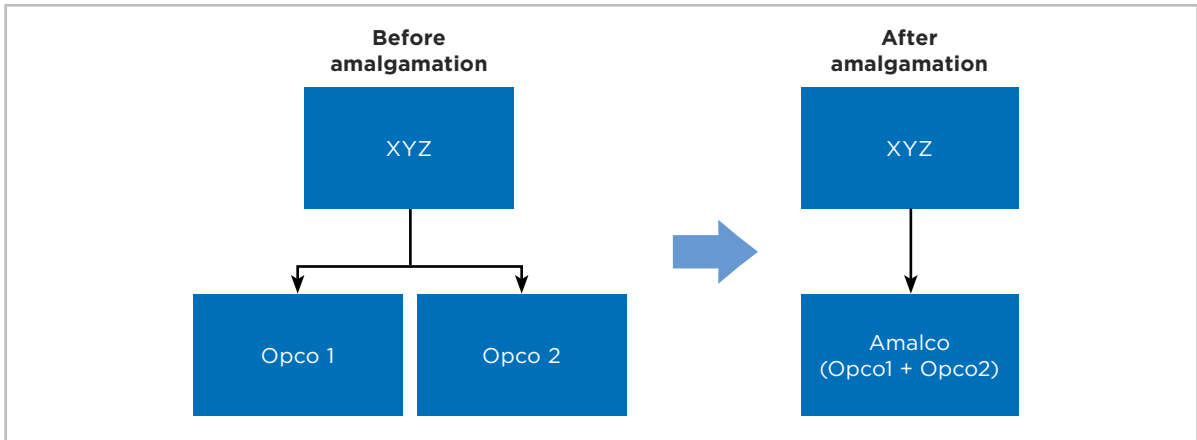 Before
amalgamation
XYZ
Opco 1
Opco 2
After
amalgamation
XYZ
Amalco
(Opco1 + Opco2)